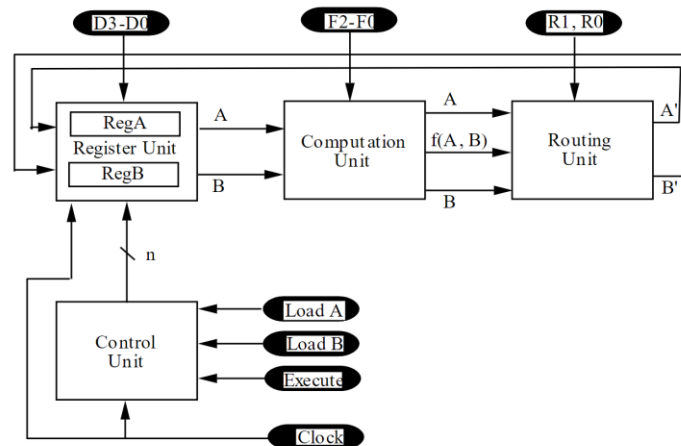 D3-D0
F2-F0
R1, R0
RegA
Register Unit
RegB
A
B
Computation
Unit
A
f(A, B)
B
Routing
Unit
A'
B'
n
Control
Unit
Load A
Load B
Execute
Clock